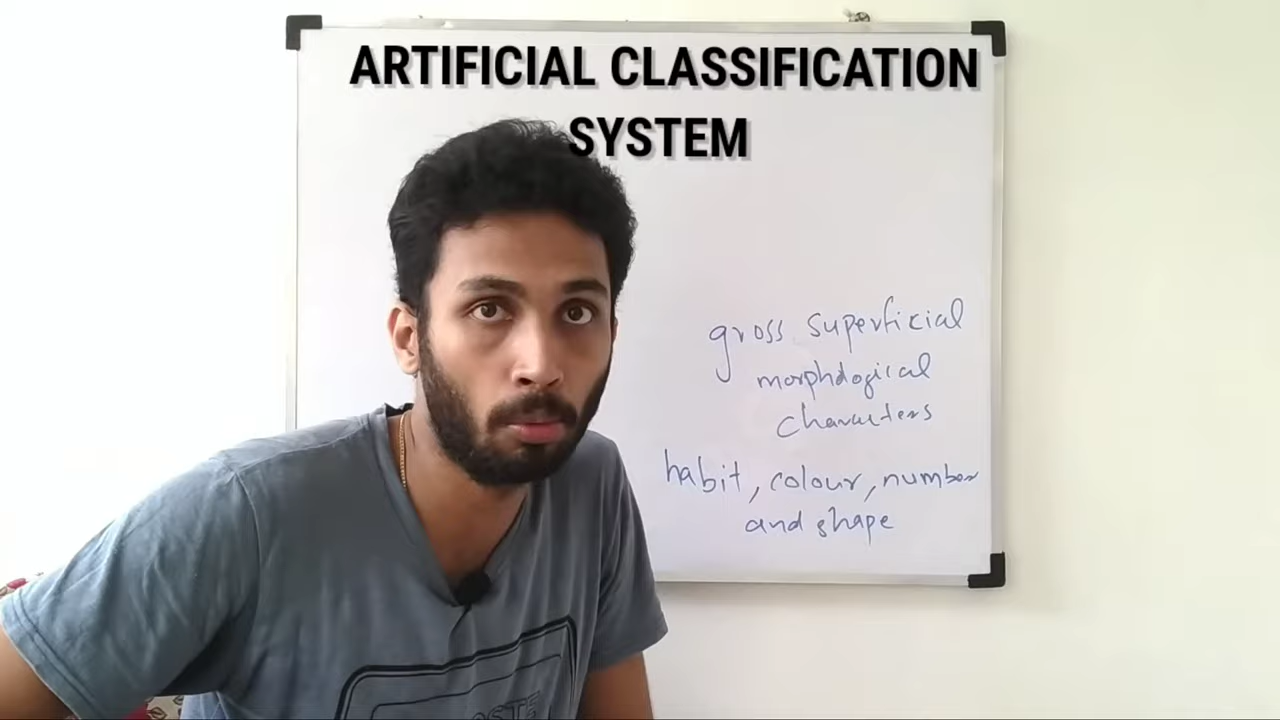 ARTIFICIAL CLASSIFICATION
SYSTEM
gross superficial
morphological
characters
habit, colour, number
and shape